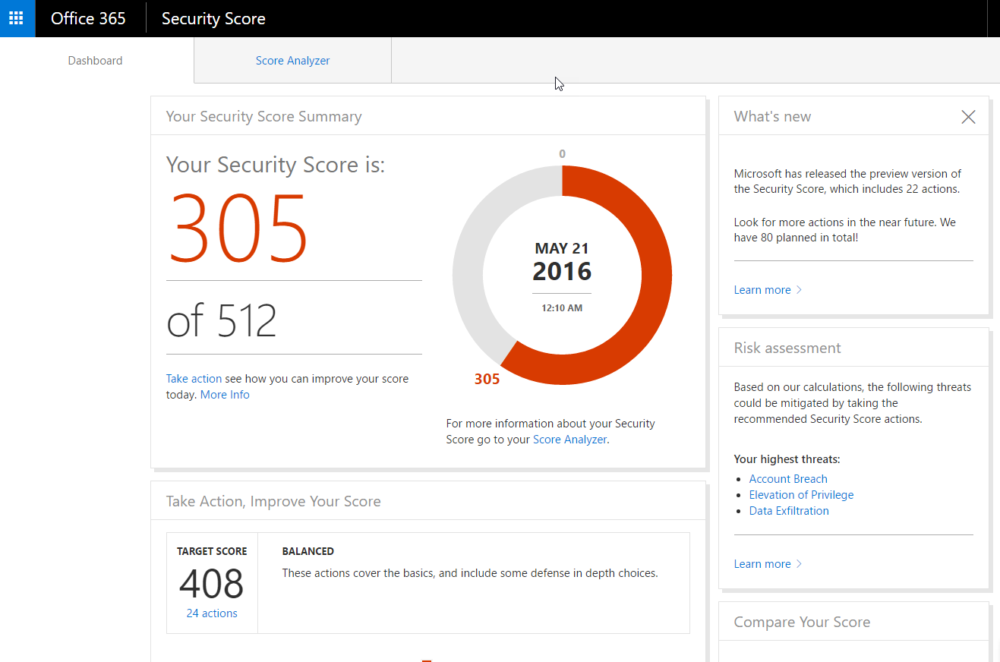 Office 365
Security Score
Dashboard
Score Analyzer
Your Security Score Summary
Your Security Score is:
305
of 512
Take action see how you can improve your score
today. More Info
0
MAY 21
2016
12:10 AM
305
For more information about your Security
Score go to your Score Analyzer.
Take Action, Improve Your Score
TARGET SCORE
408
24 actions
BALANCED
These actions cover the basics, and include some defense in depth choices.
What's new
Microsoft has released the preview version of
the Security Score, which includes 22 actions.
Look for more actions in the near future. We
have 80 planned in total!
Learn more
Risk assessment
Based on our calculations, the following threats
could be mitigated by taking the
recommended Security Score actions.
Your highest threats:
Account Breach
Elevation of Privilege
Data Exfiltration
Learn more
Compare Your Score